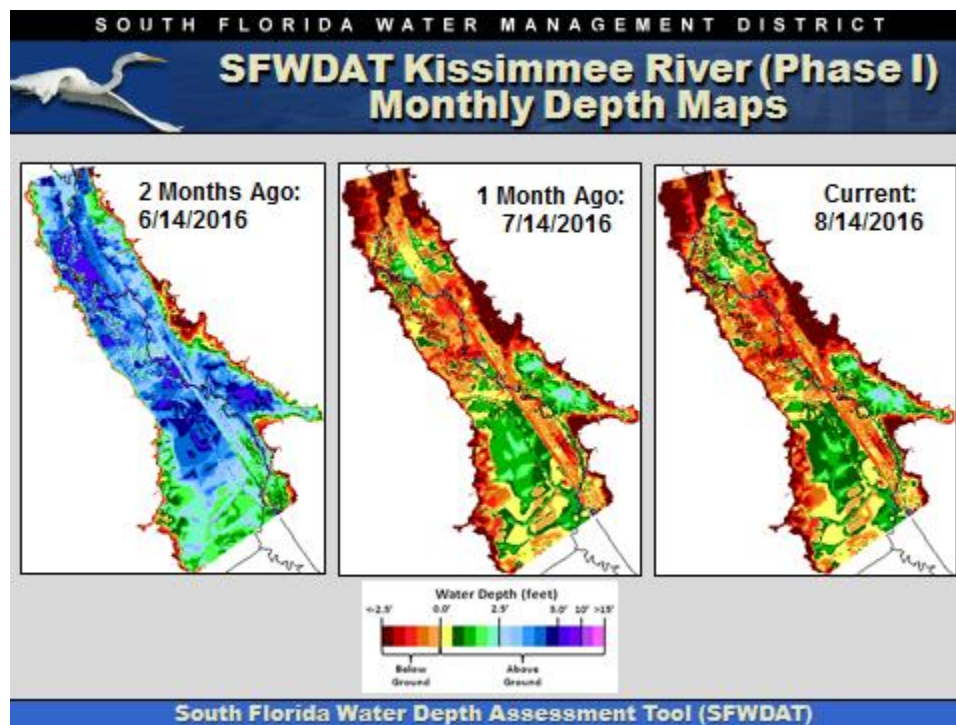 SOUTH FLORIDA WATER MANAGEMENT DISTRICT
SFWDAT Kissimmee River (Phase I)
Monthly Depth Maps
2 Months Ago:
6/14/2016
1 Month Ago:
7/14/2016
Current:
8/14/2016
Water Depth (feet)
<-2.5' 0.0' 2.5' 5.0' 10' >15'
Below Above
Ground Ground
South Florida Water Depth Assessment Tool (SFWDAT)